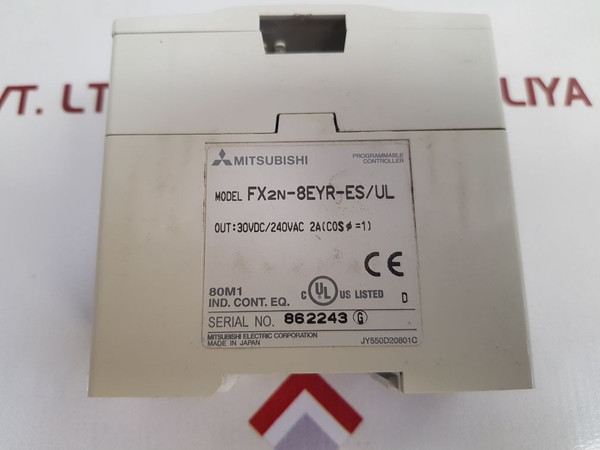 VT. LT
LIYA
MITSUBISHI
PROGRAMMABLE
CONTROLLER
MODEL FX2N-8EYR-ES/UL
OUT:30VDC/240VAC 2A(COSφ=1)
CE
80M1
IND. CONT. EQ.
C UL US LISTED D
SERIAL NO. 862243 G
MITSUBISHI ELECTRIC CORPORATION
MADE IN JAPAN
JY550D20801C